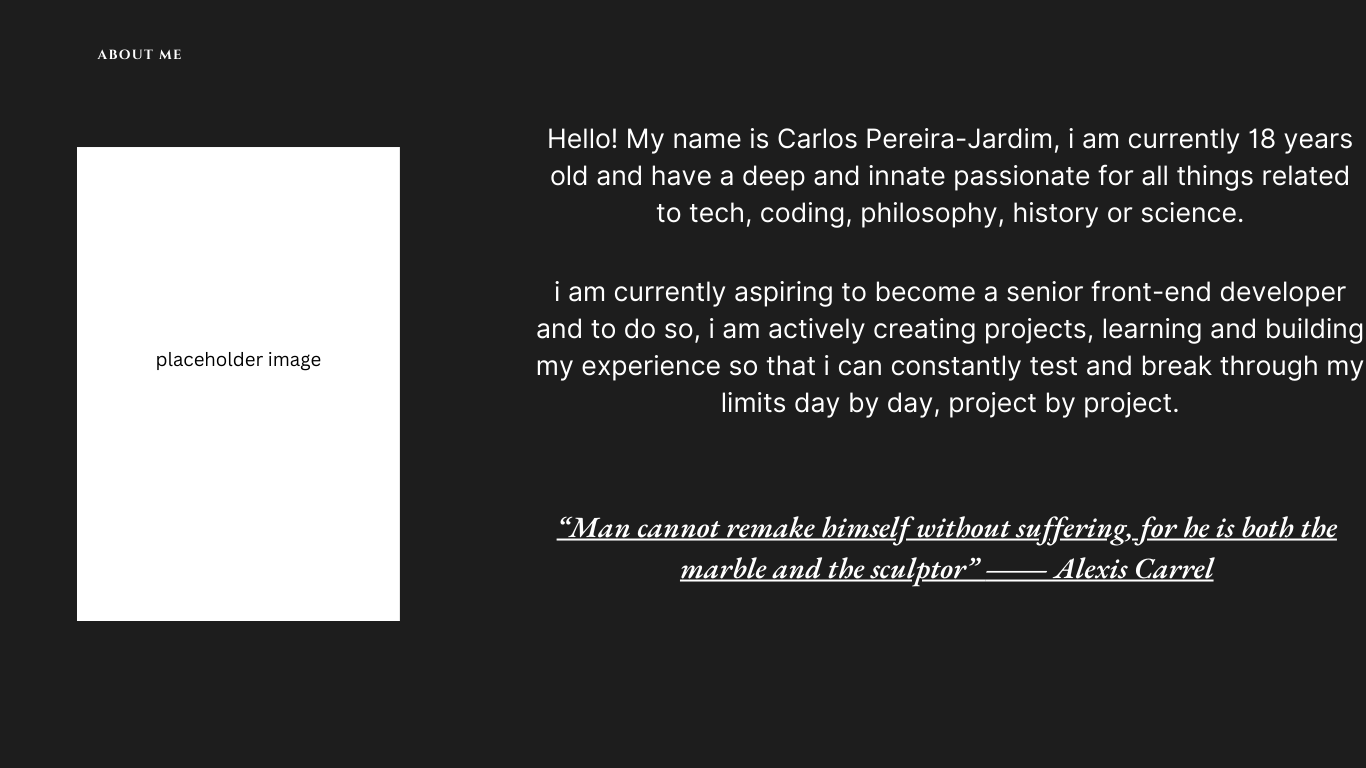 ABOUT ME
Hello! My name is Carlos Pereira-Jardim, i am currently 18 years
old and have a deep and innate passionate for all things related
to tech, coding, philosophy, history or science.
i am currently aspiring to become a senior front-end developer
and to do so, i am actively creating projects, learning and building
my experience so that i can constantly test and break through my
limits day by day, project by project.
placeholder image
“Man cannot remake himself without suffering, for he is both the
marble and the sculptor” —— Alexis Carrel